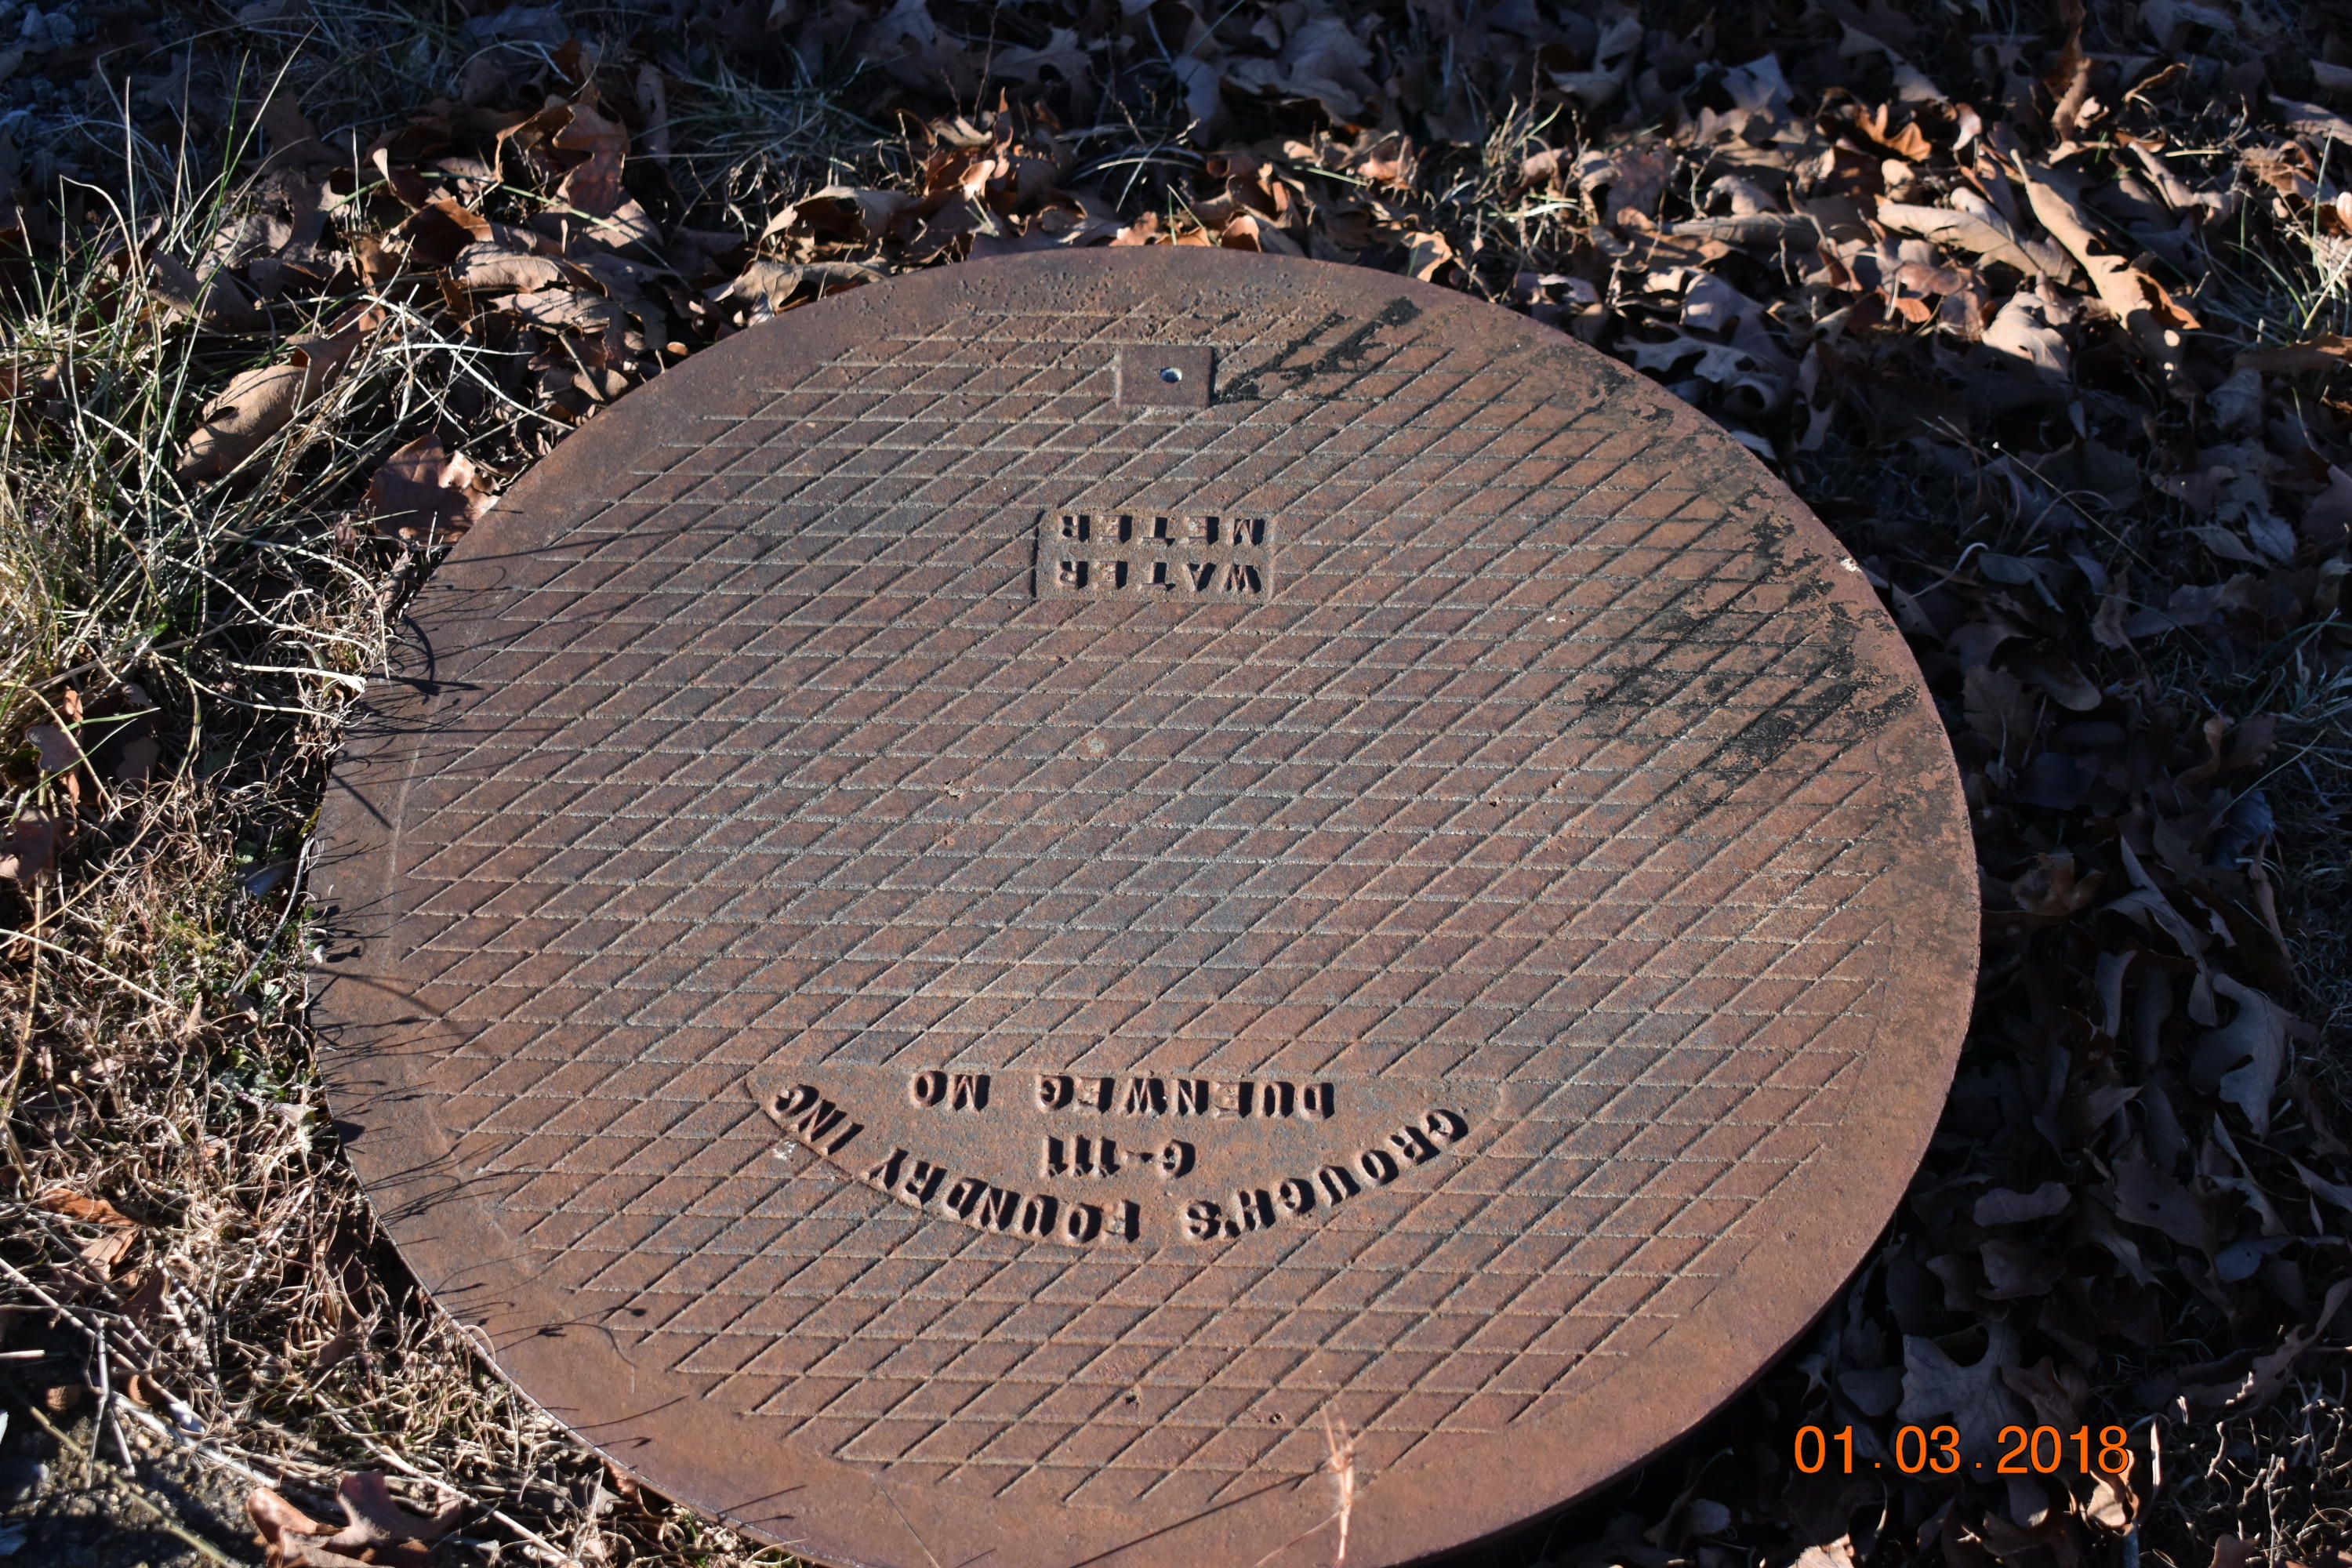 WATER
METER
DUENWEG MO
C-111
CROUCH'S FOUNDRY INC
01.03.2018